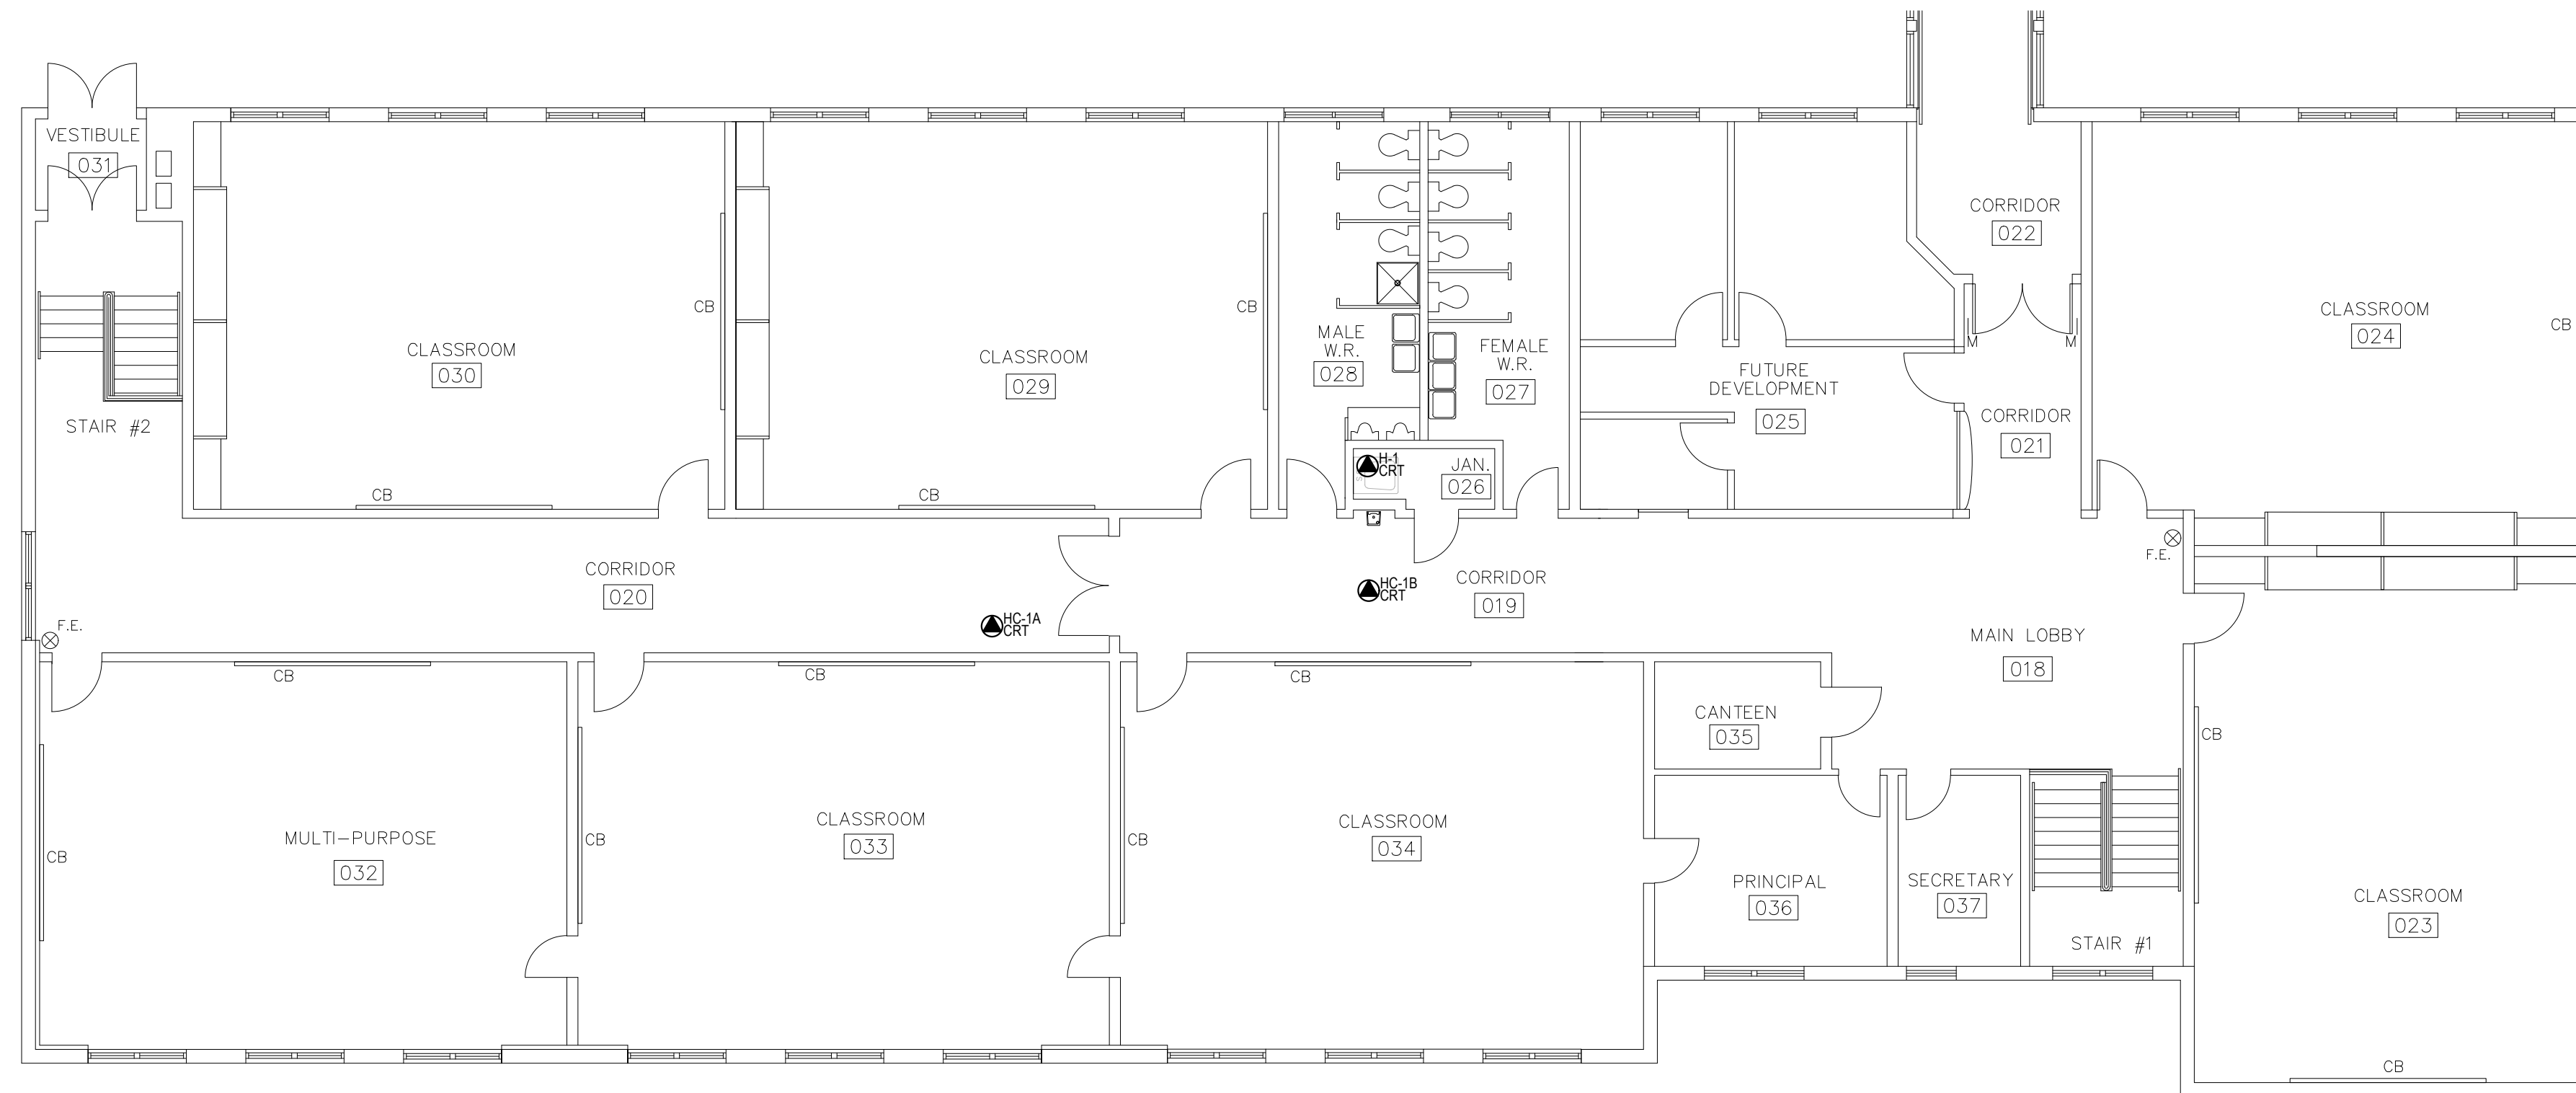 VESTIBULE
031
STAIR #2
CLASSROOM
030
CB
CB
CLASSROOM
029
CB
CB
MALE
W.R.
028
FEMALE
W.R.
027
H-1
CRT
JAN.
026
FUTURE
DEVELOPMENT
025
CORRIDOR
022
M
M
CORRIDOR
021
CLASSROOM
024
CB
F.E.
CORRIDOR
020
HC-1A
CRT
HC-1B
CRT
CORRIDOR
019
F.E.
MAIN LOBBY
018
CB
MULTI-PURPOSE
032
CB
CB
CLASSROOM
033
CB
CB
CLASSROOM
034
CB
CANTEEN
035
PRINCIPAL
036
SECRETARY
037
STAIR #1
CB
CLASSROOM
023
CB